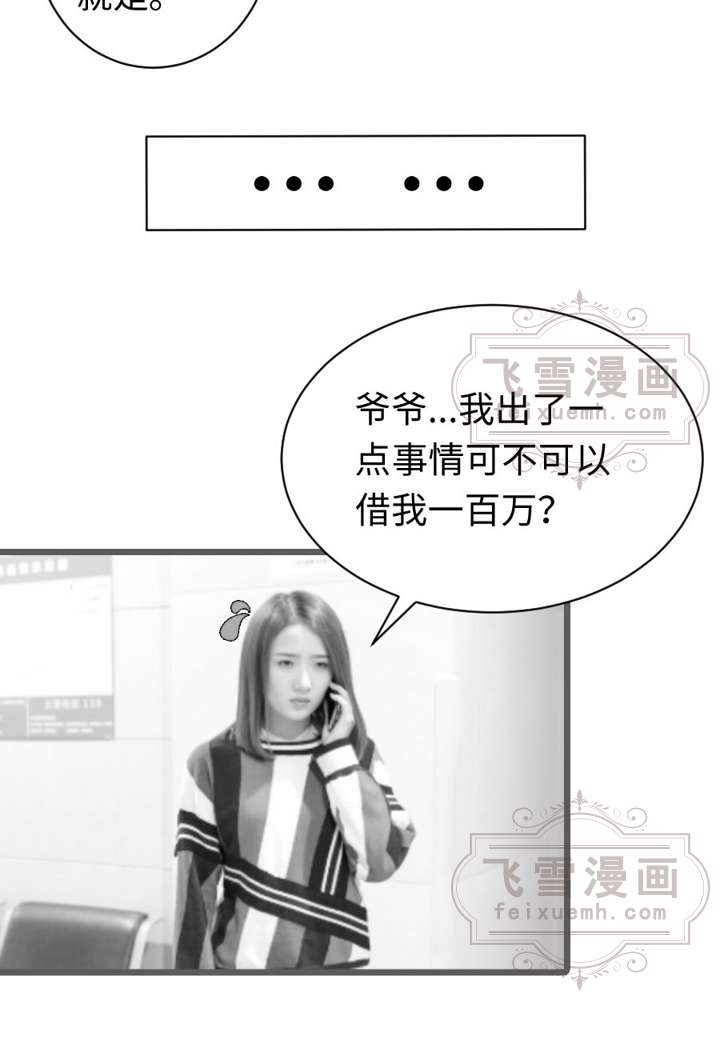 就是。
••• •••
飞雪漫画
feixuemh.com
爷爷...我出了一
点事情可不可以
借我一百万？
飞雪漫画
feixuemh.com